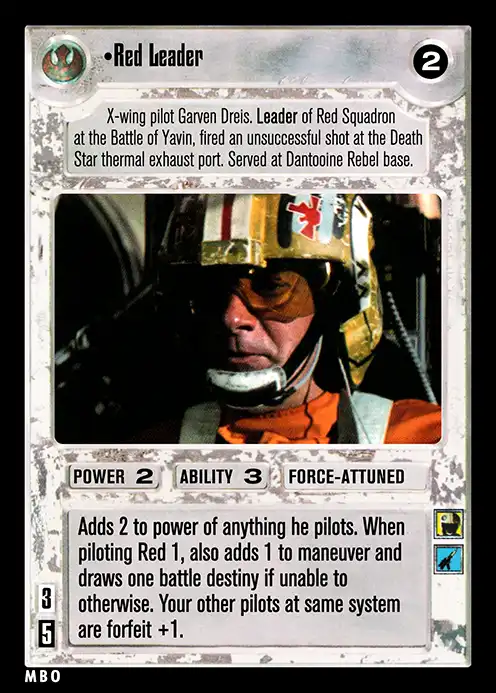 •Red Leader
2
X-wing pilot Garven Dreis. Leader of Red Squadron
at the Battle of Yavin, fired an unsuccessful shot at the Death
Star thermal exhaust port. Served at Dantooine Rebel base.
POWER 2 ABILITY 3 FORCE-ATTUNED
Adds 2 to power of anything he pilots. When
piloting Red 1, also adds 1 to maneuver and
draws one battle destiny if unable to
otherwise. Your other pilots at same system
are forfeit +1.
3
5
MBO